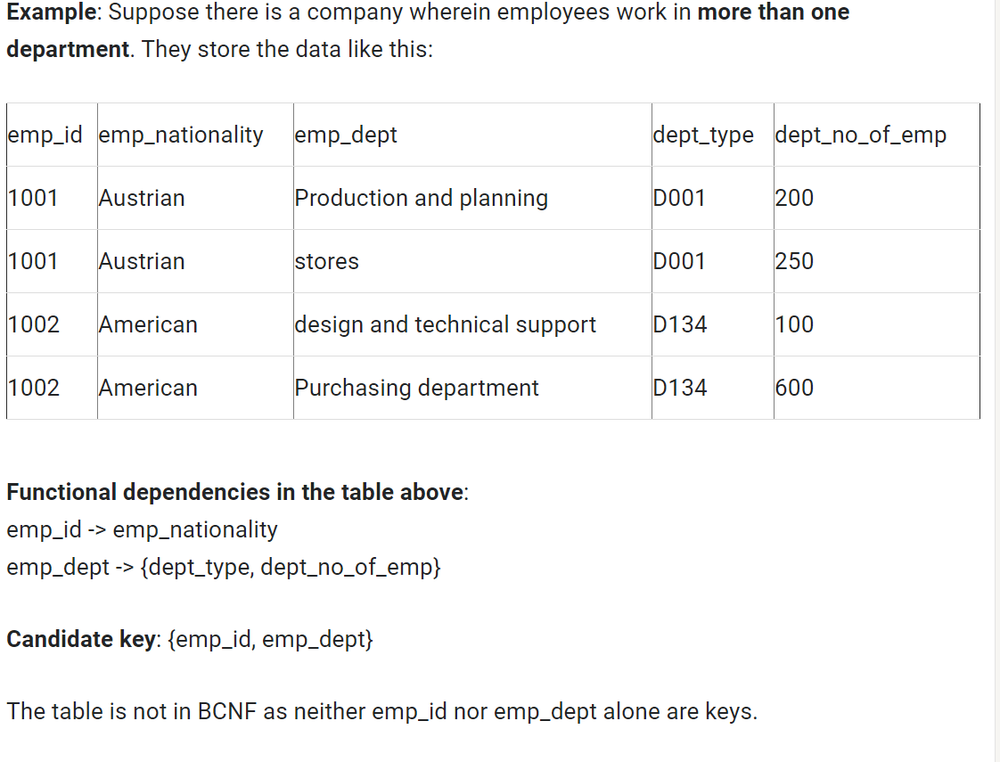 Example: Suppose there is a company wherein employees work in more than one
department. They store the data like this:
emp_id emp_nationality emp_dept dept_type dept_no_of_emp
1001 Austrian Production and planning D001 200
1001 Austrian stores D001 250
1002 American design and technical support D134 100
1002 American Purchasing department D134 600
Functional dependencies in the table above:
emp_id -> emp_nationality
emp_dept -> {dept_type, dept_no_of_emp}
Candidate key: {emp_id, emp_dept}
The table is not in BCNF as neither emp_id nor emp_dept alone are keys.